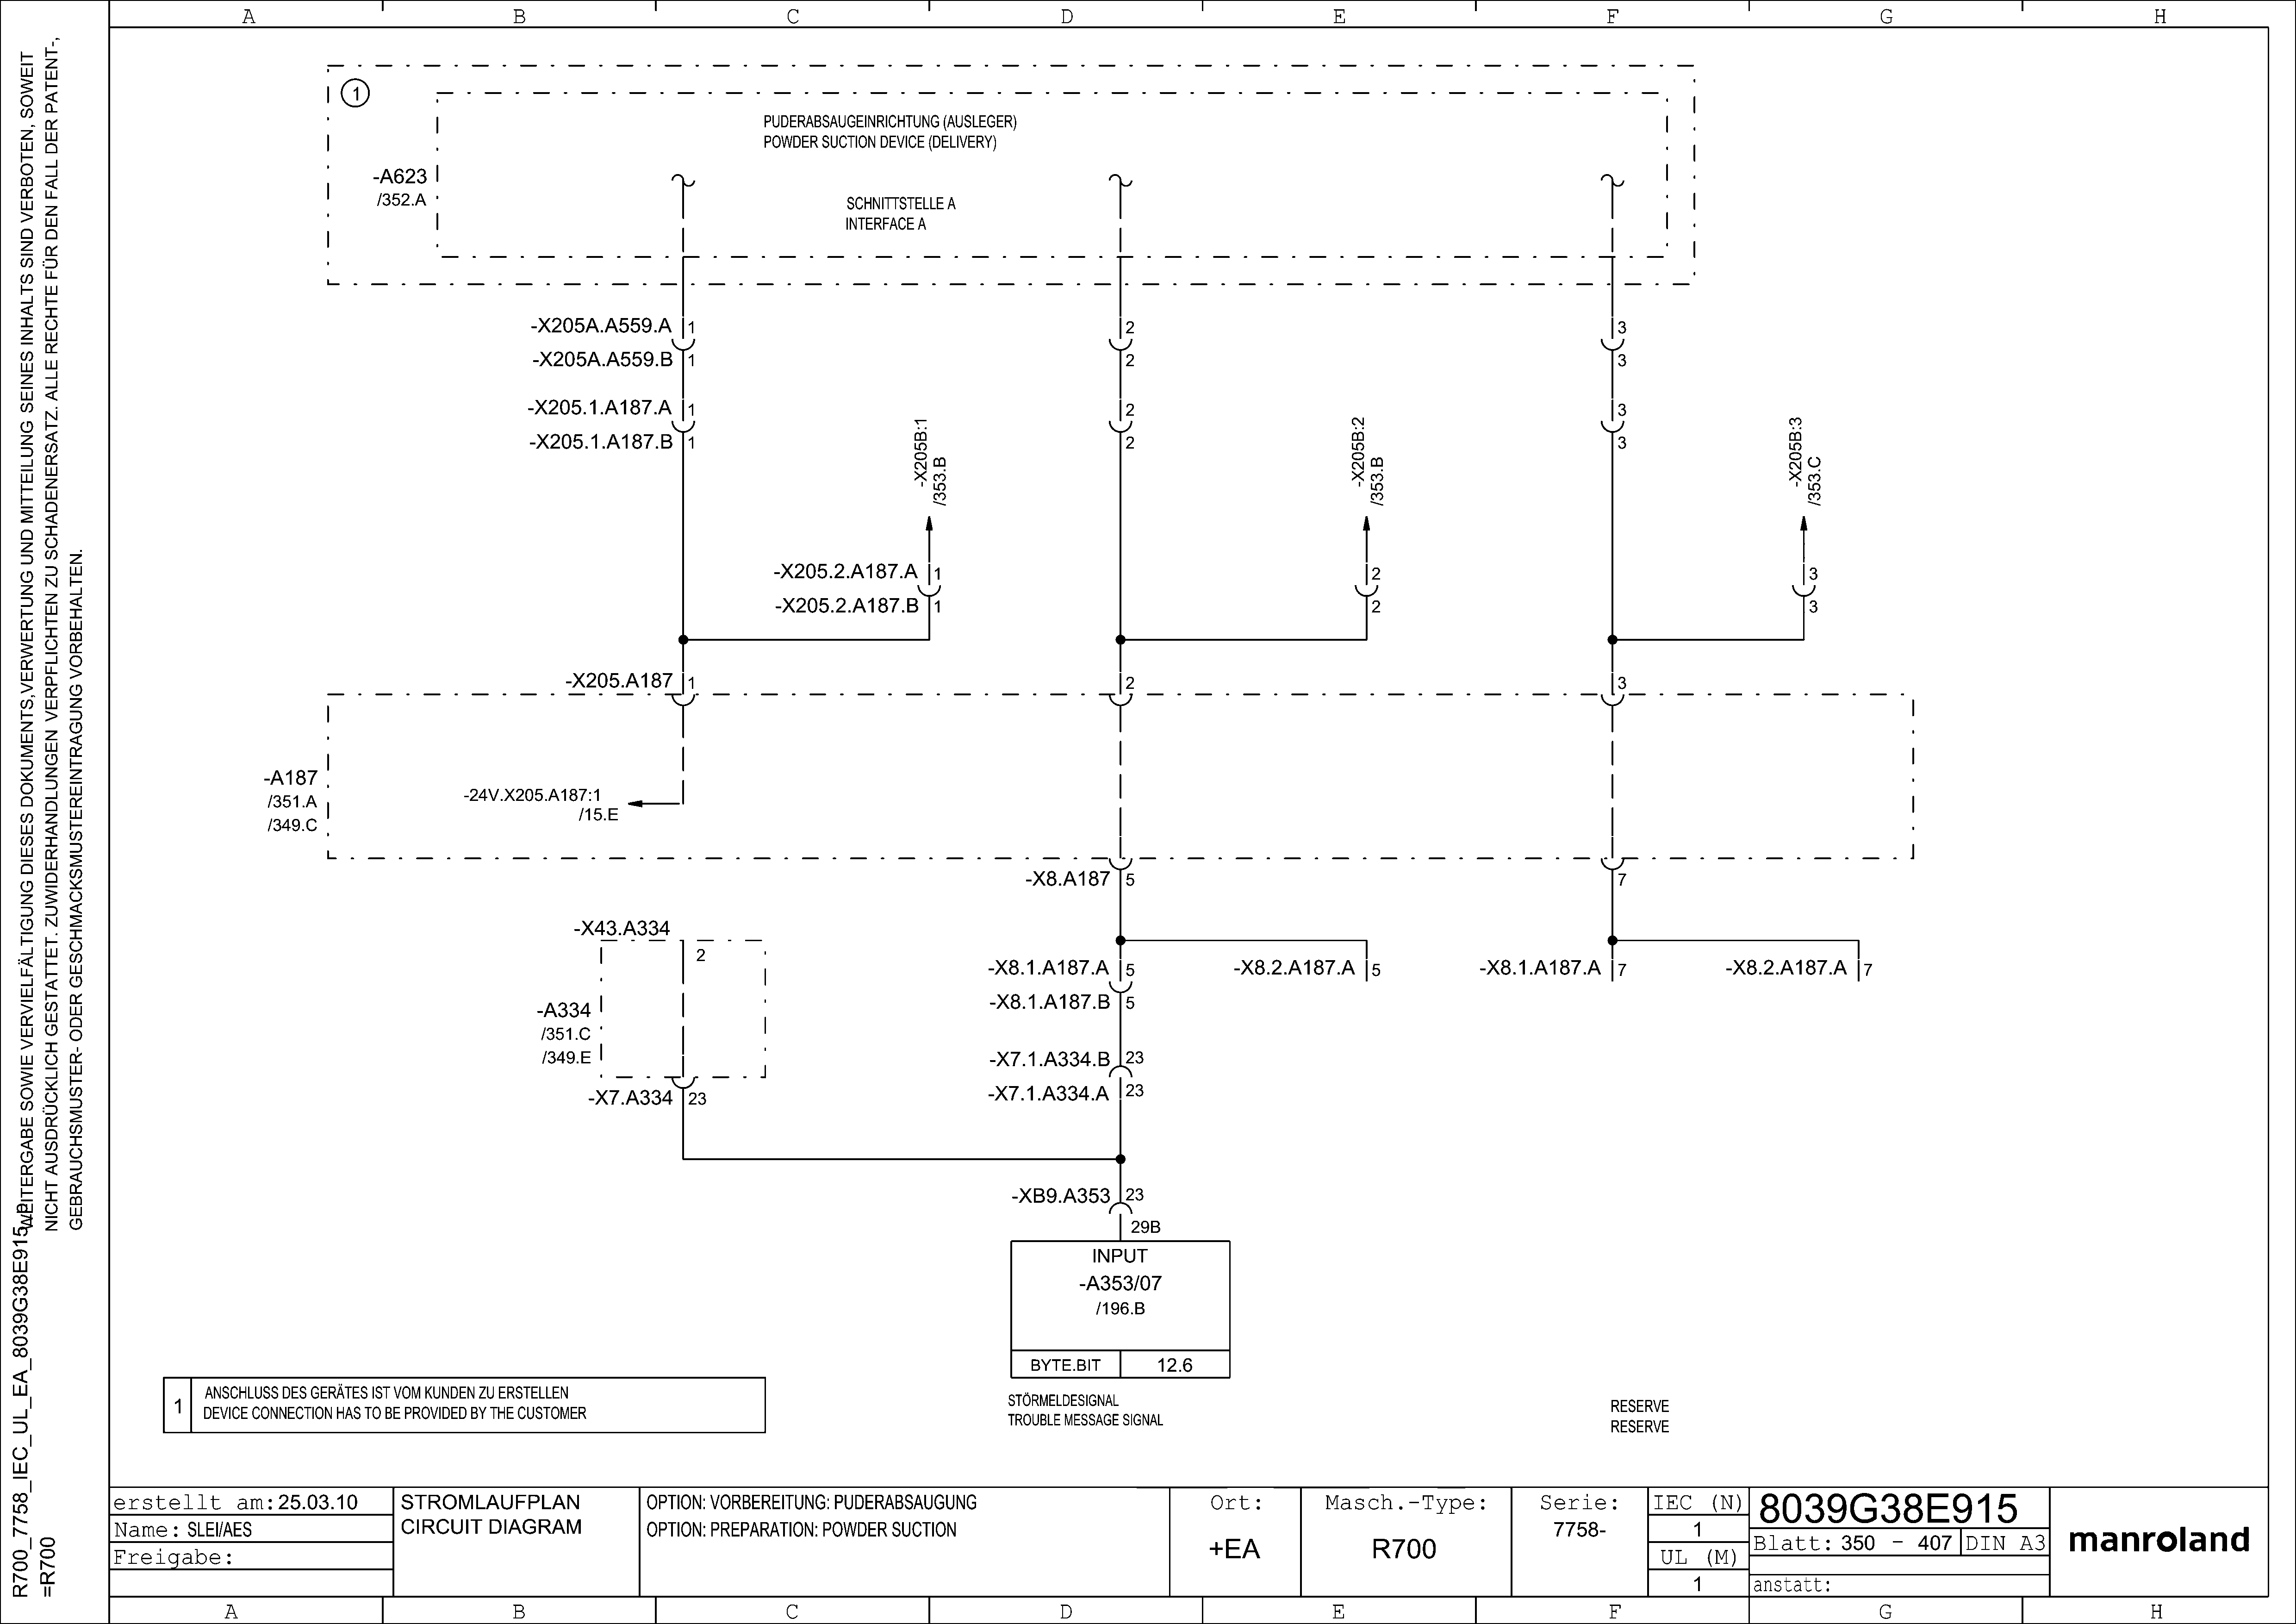 A B C D E F G H
1
PUDERABSAUGEINRICHTUNG (AUSLEGER)
POWDER SUCTION DEVICE (DELIVERY)
-A623
/352.A
SCHNITTSTELLE A
INTERFACE A
-X205A.A559.A 1 2 3
-X205A.A559.B 1 2 3
-X205.1.A187.A 1 2 3
-X205.1.A187.B 1 2 3
-X205B:1
/353.B
-X205B:2
/353.B
-X205B:3
/353.C
-X205.2.A187.A 1 2 3
-X205.2.A187.B 1 2 3
-X205.A187 1 2 3
-A187
/351.A
/349.C
-24V.X205.A187:1
/15.E
-X8.A187 5 7
-X43.A334
2
-X8.1.A187.A 5 -X8.2.A187.A 5 -X8.1.A187.A 7 -X8.2.A187.A 7
-X8.1.A187.B 5
-A334
/351.C
/349.E
-X7.1.A334.B 23
-X7.A334 23
-X7.1.A334.A 23
-XB9.A353 23
29B
INPUT
-A353/07
/196.B
BYTE.BIT 12.6
STÖRMELDESIGNAL
TROUBLE MESSAGE SIGNAL
RESERVE
RESERVE
1
ANSCHLUSS DES GERÄTES IST VOM KUNDEN ZU ERSTELLEN
DEVICE CONNECTION HAS TO BE PROVIDED BY THE CUSTOMER
WEITERGABE SOWIE VERVIELFÄLTIGUNG DIESES DOKUMENTS,VERWERTUNG UND MITTEILUNG SEINES INHALTS SIND VERBOTEN, SOWEIT
NICHT AUSDRÜCKLICH GESTATTET. ZUWIDERHANDLUNGEN VERPFLICHTEN ZU SCHADENERSATZ. ALLE RECHTE FÜR DEN FALL DER PATENT-,
GEBRAUCHSMUSTER- ODER GESCHMACKSMUSTEREINTRAGUNG VORBEHALTEN.
=R700
erstellt am: 25.03.10
Name: SLEI/AES
Freigabe:
STROMLAUFPLAN
CIRCUIT DIAGRAM
OPTION: VORBEREITUNG: PUDERABSAUGUNG
OPTION: PREPARATION: POWDER SUCTION
Ort:
+EA
Masch.-Type:
R700
Serie:
7758-
IEC (N)
1
UL (M)
1
8039G38E915
Blatt: 350 - 407 DIN A3
anstatt:
manroland
A B C D E F G H